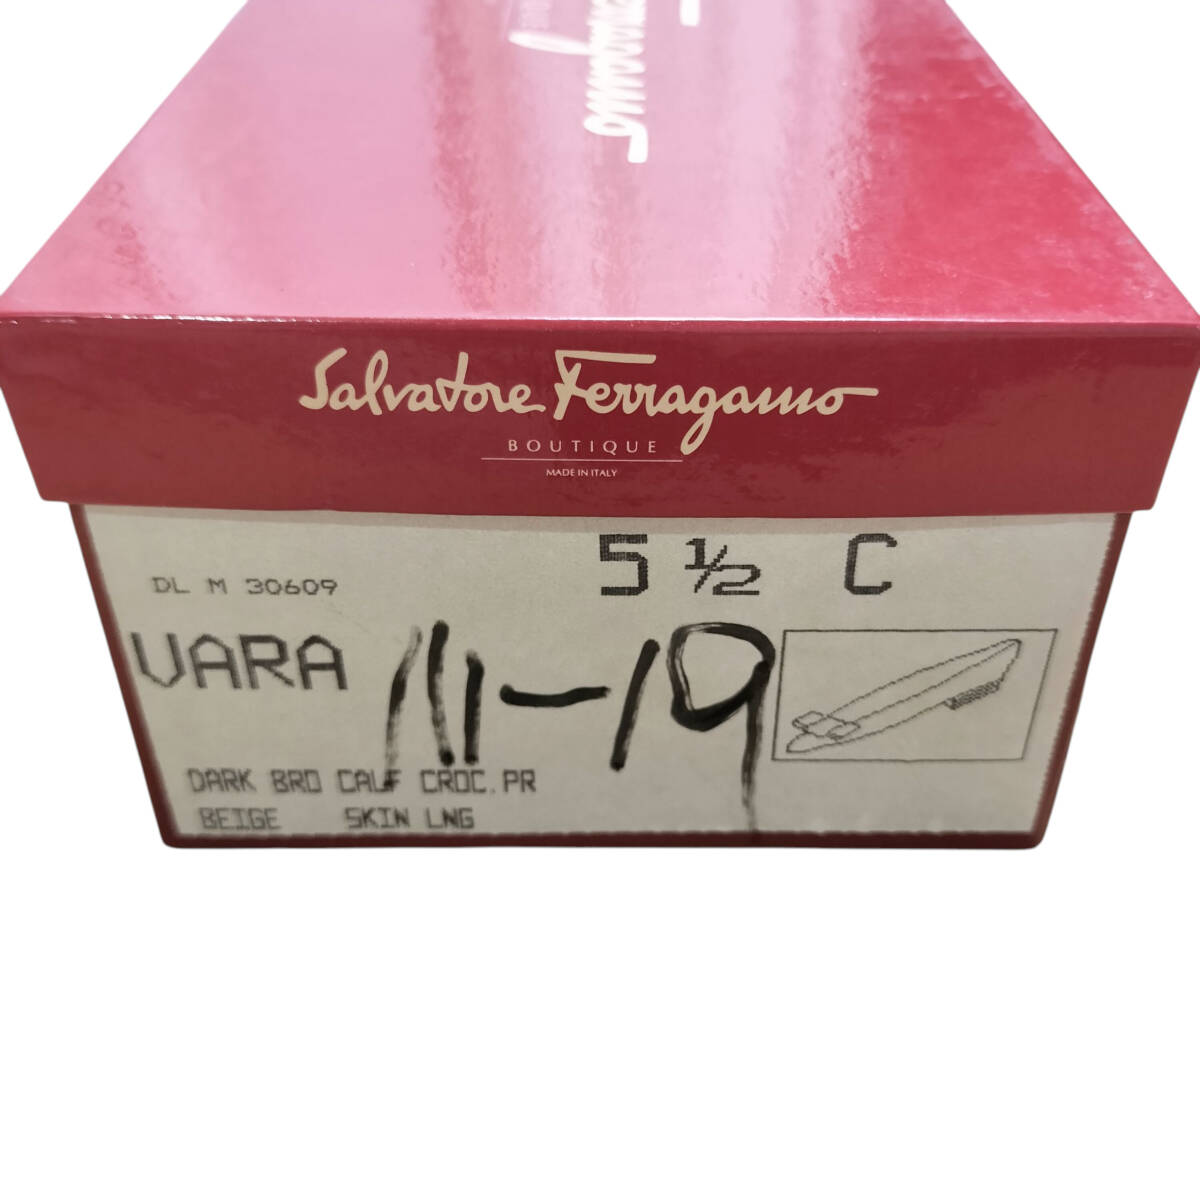 Salvatore Ferragamo
BOUTIQUE
MADE IN ITALY
5 ½ C
DL M 30609
VARA
111-19
DARK BRO CALF CROC.PR
BEIGE SKIN LNG